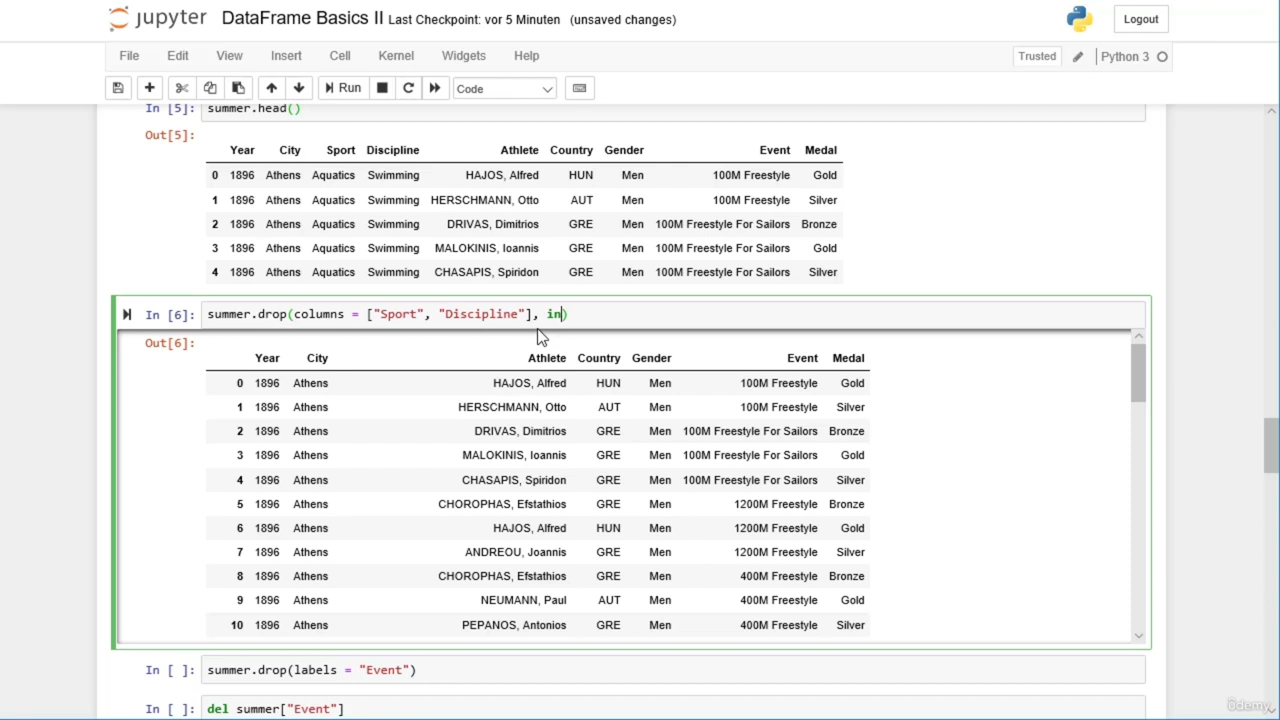 jupyter DataFrame Basics II Last Checkpoint: vor 5 Minuten (unsaved changes) Logout
File Edit View Insert Cell Kernel Widgets Help Trusted Python 3
Run Code
In [5]: summer.head()
Out[5]:
Year City Sport Discipline Athlete Country Gender Event Medal
0 1896 Athens Aquatics Swimming HAJOS, Alfred HUN Men 100M Freestyle Gold
1 1896 Athens Aquatics Swimming HERSCHMANN, Otto AUT Men 100M Freestyle Silver
2 1896 Athens Aquatics Swimming DRIVAS, Dimitrios GRE Men 100M Freestyle For Sailors Bronze
3 1896 Athens Aquatics Swimming MALOKINIS, Ioannis GRE Men 100M Freestyle For Sailors Gold
4 1896 Athens Aquatics Swimming CHASAPIS, Spiridon GRE Men 100M Freestyle For Sailors Silver
In [6]: summer.drop(columns = ["Sport", "Discipline"], in)
Out[6]:
Year City Athlete Country Gender Event Medal
0 1896 Athens HAJOS, Alfred HUN Men 100M Freestyle Gold
1 1896 Athens HERSCHMANN, Otto AUT Men 100M Freestyle Silver
2 1896 Athens DRIVAS, Dimitrios GRE Men 100M Freestyle For Sailors Bronze
3 1896 Athens MALOKINIS, Ioannis GRE Men 100M Freestyle For Sailors Gold
4 1896 Athens CHASAPIS, Spiridon GRE Men 100M Freestyle For Sailors Silver
5 1896 Athens CHOROPHAS, Efstathios GRE Men 1200M Freestyle Bronze
6 1896 Athens HAJOS, Alfred HUN Men 1200M Freestyle Gold
7 1896 Athens ANDREOU, Joannis GRE Men 1200M Freestyle Silver
8 1896 Athens CHOROPHAS, Efstathios GRE Men 400M Freestyle Bronze
9 1896 Athens NEUMANN, Paul AUT Men 400M Freestyle Gold
10 1896 Athens PEPANOS, Antonios GRE Men 400M Freestyle Silver
In [ ]: summer.drop(labels = "Event")
In [ ]: del summer["Event"]
Udemy